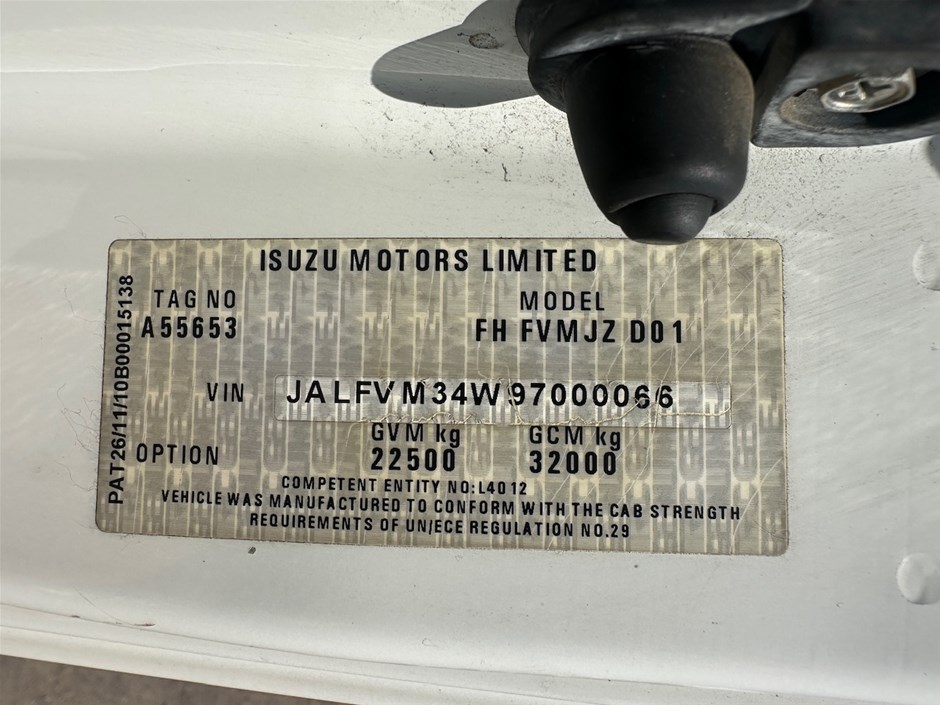 ISUZU MOTORS LIMITED
TAG NO MODEL
A55653 FH FVMJZ D01
VIN JALFVM34W97000066
GVM kg GCM kg
OPTION 22500 32000
COMPETENT ENTITY NO:L4012
VEHICLE WAS MANUFACTURED TO CONFORM WITH THE CAB STRENGTH
REQUIREMENTS OF UN/ECE REGULATION NO.29
PAT26/11/10B00015138